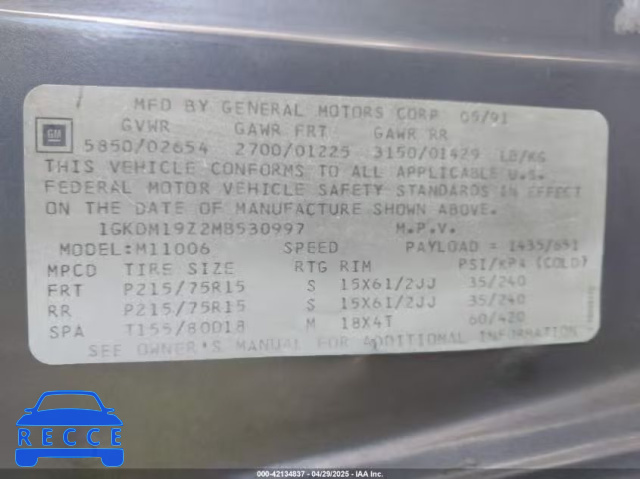 MFD BY GENERAL MOTORS CORP 05/91
GM
GVWR GAWR FRT GAWR RR
5850/02654 2700/01225 3150/01429 LB/KG
THIS VEHICLE CONFORMS TO ALL APPLICABLE U.S.
FEDERAL MOTOR VEHICLE SAFETY STANDARDS IN EFFECT
ON THE DATE OF MANUFACTURE SHOWN ABOVE.
1GKDM19Z2MB530997 M.P.V.
MODEL:M11006 SPEED PAYLOAD = 1435/651
MPCD TIRE SIZE RTG RIM PSI/KPA (COLD)
FRT P215/75R15 S 15X61/2JJ 35/240
RR P215/75R15 S 15X61/2JJ 35/240
SPA T155/80D18 M 18X4T 60/420
SEE OWNER'S MANUAL FOR ADDITIONAL INFORMATION
RECCE
000-42134837 - 04/29/2025 - IAA Inc.